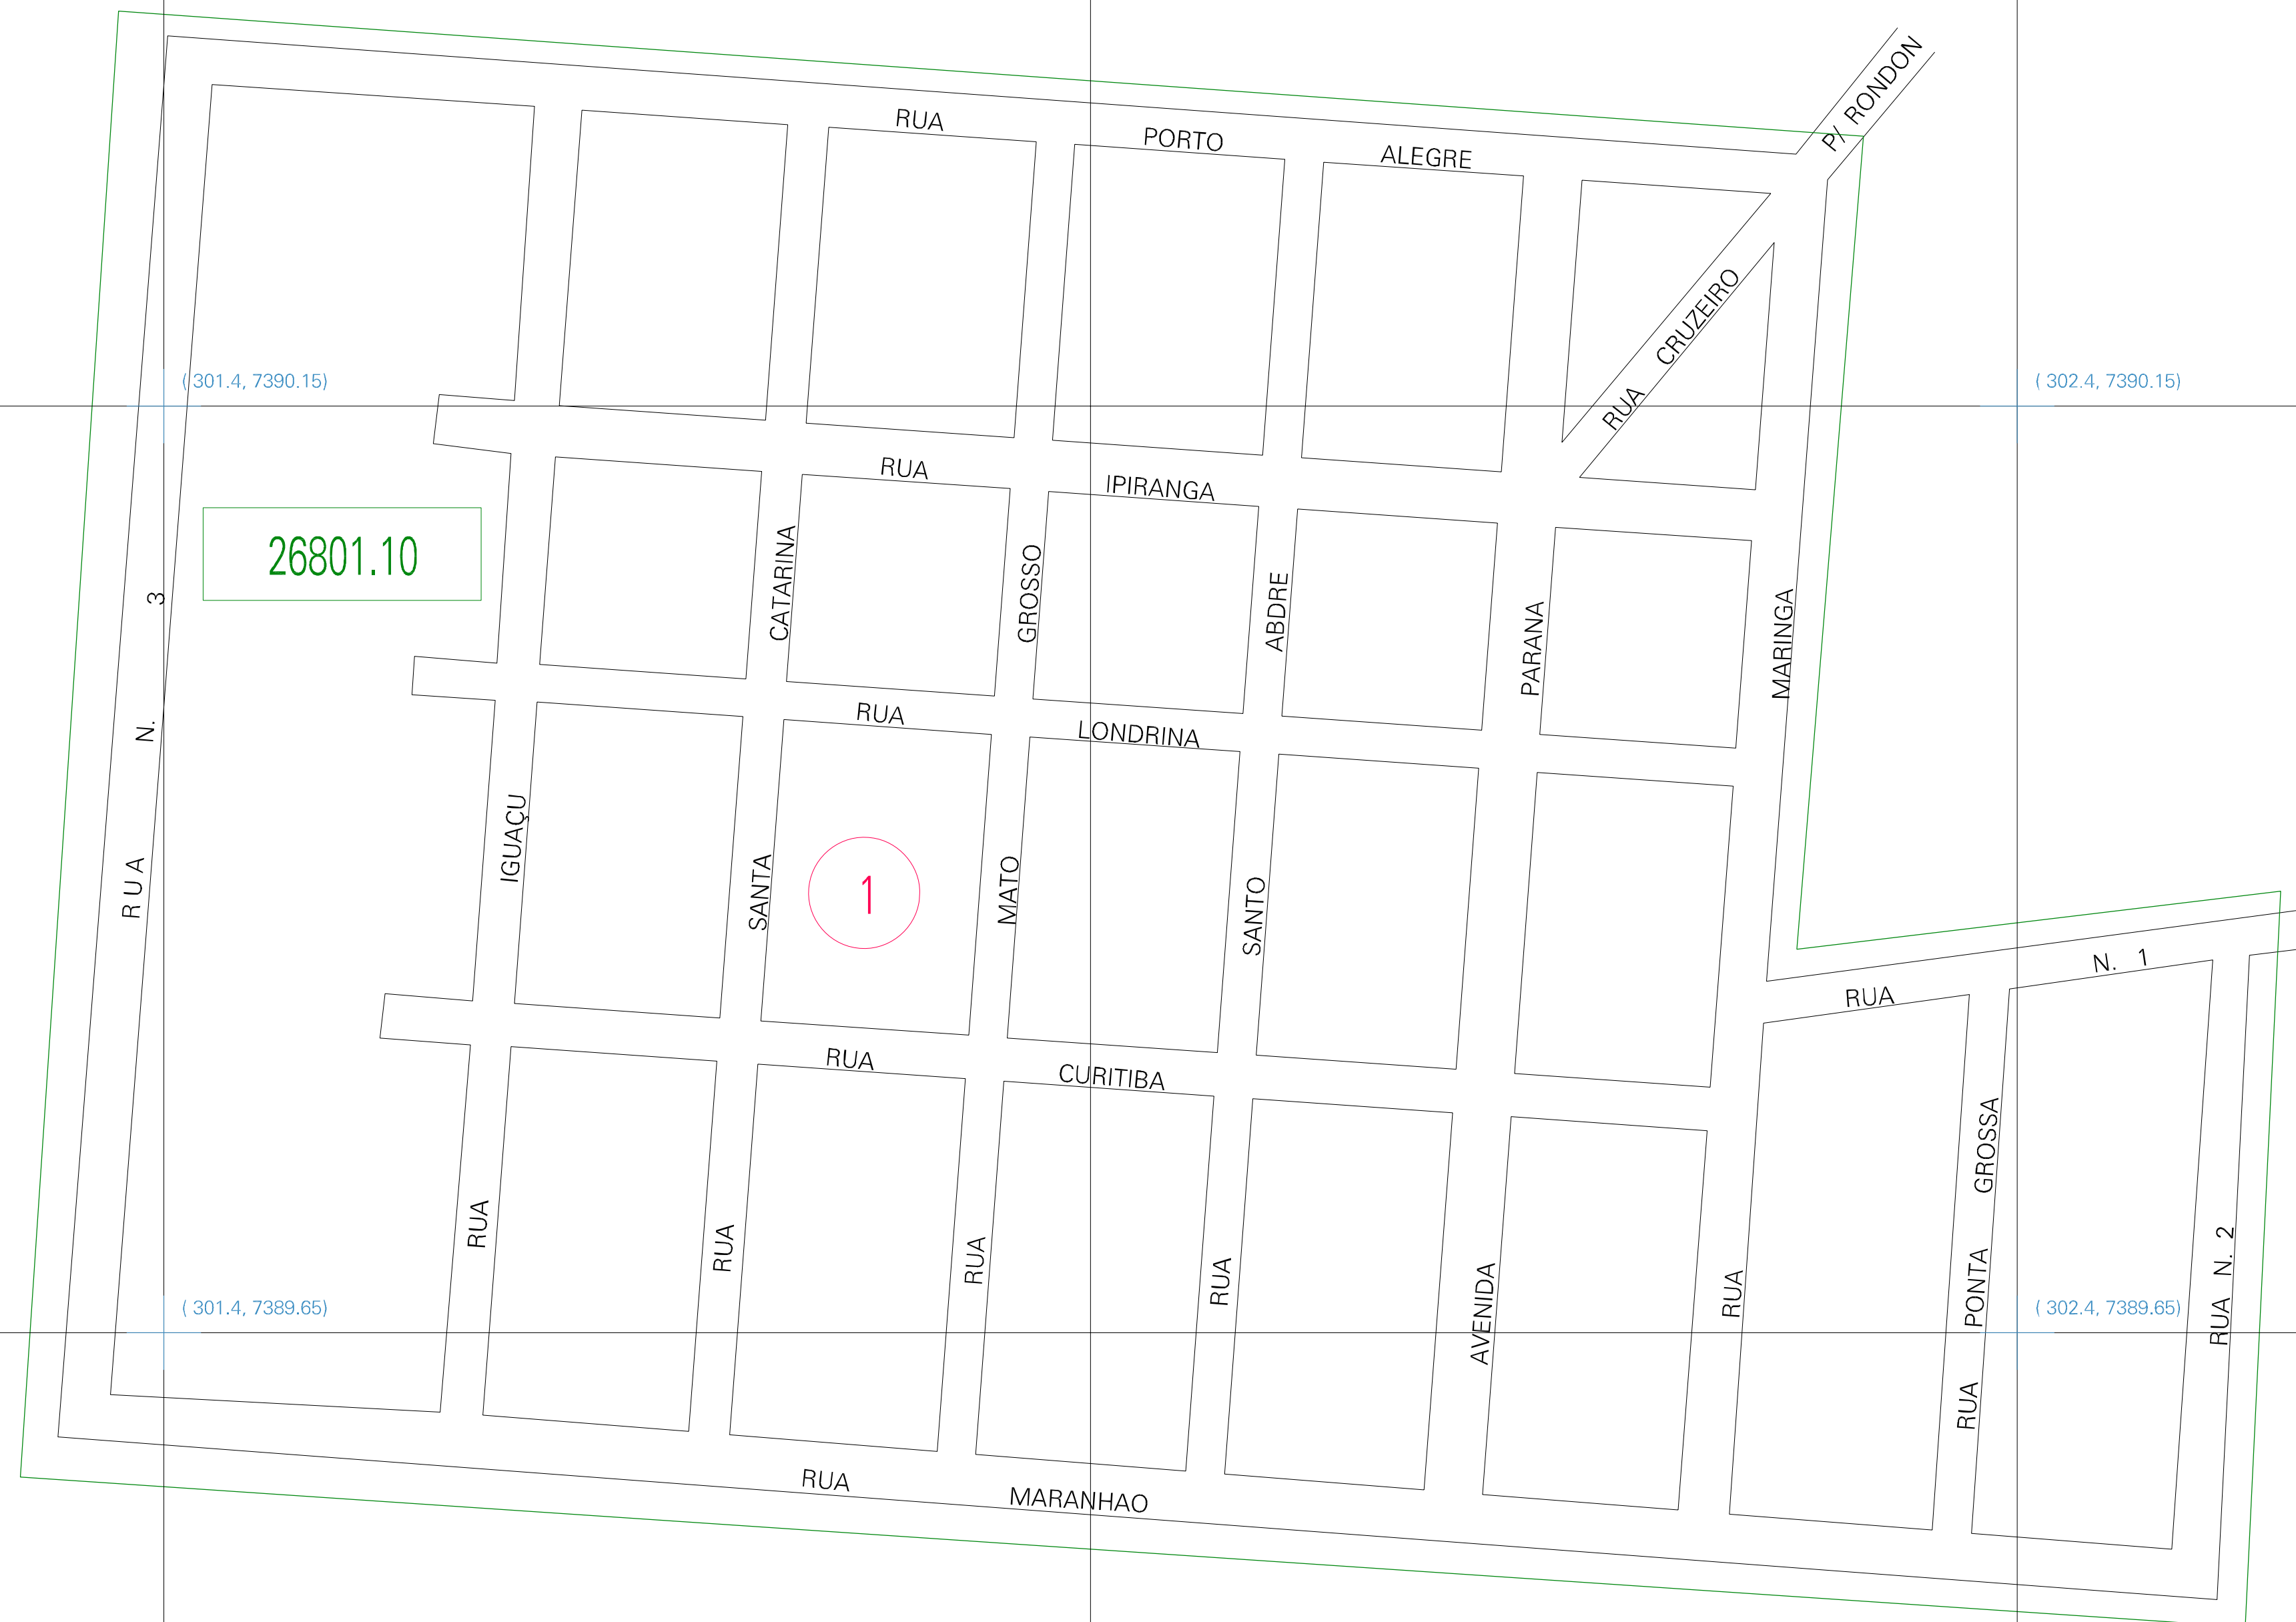 P/ RONDON
RUA PORTO ALEGRE
RUA CRUZEIRO
( 301.4, 7390.15)
( 302.4, 7390.15)
RUA IPIRANGA
26801.10
RUA N. 3
RUA IGUAÇU
RUA SANTA CATARINA
RUA MATO GROSSO
RUA SANTO ABDRE
AVENIDA PARANA
RUA MARINGA
RUA LONDRINA
1
RUA N. 1
RUA CURITIBA
RUA PONTA GROSSA
RUA N. 2
( 301.4, 7389.65)
( 302.4, 7389.65)
RUA MARANHAO